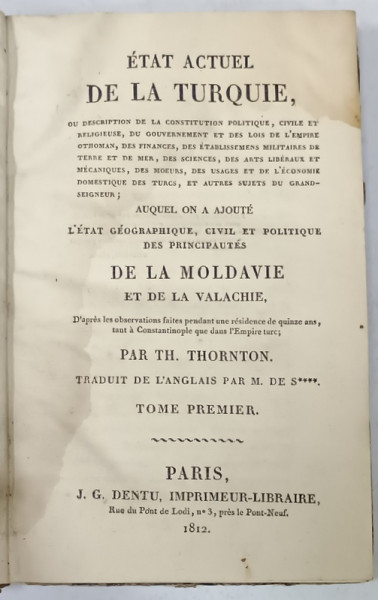 ÉTAT ACTUEL
DE LA TURQUIE,
OU DESCRIPTION DE LA CONSTITUTION POLITIQUE, CIVILE ET
RELIGIEUSE, DU GOUVERNEMENT ET DES LOIS DE L'EMPIRE
OTHOMAN, DES FINANCES, DES ÉTABLISSEMENS MILITAIRES DE
TERRE ET DE MER, DES SCIENCES, DES ARTS LIBÉRAUX ET
MÉCANIQUES, DES MOEURS, DES USAGES ET DE L'ÉCONOMIE
DOMESTIQUE DES TURCS, ET AUTRES SUJETS DU GRAND-
SEIGNEUR;
AUQUEL ON A AJOUTÉ
L'ÉTAT GÉOGRAPHIQUE, CIVIL ET POLITIQUE
DES PRINCIPAUTÉS
DE LA MOLDAVIE
ET DE LA VALACHIE,
D'après les observations faites pendant une résidence de quinze ans,
tant à Constantinople que dans l'Empire turc;
PAR TH. THORNTON.
TRADUIT DE L'ANGLAIS PAR M. DE S****.
TOME PREMIER.
PARIS,
J. G. DENTU, IMPRIMEUR-LIBRAIRE,
Rue du Pont de Lodi, n° 3, près le Pont-Neuf.
1812.